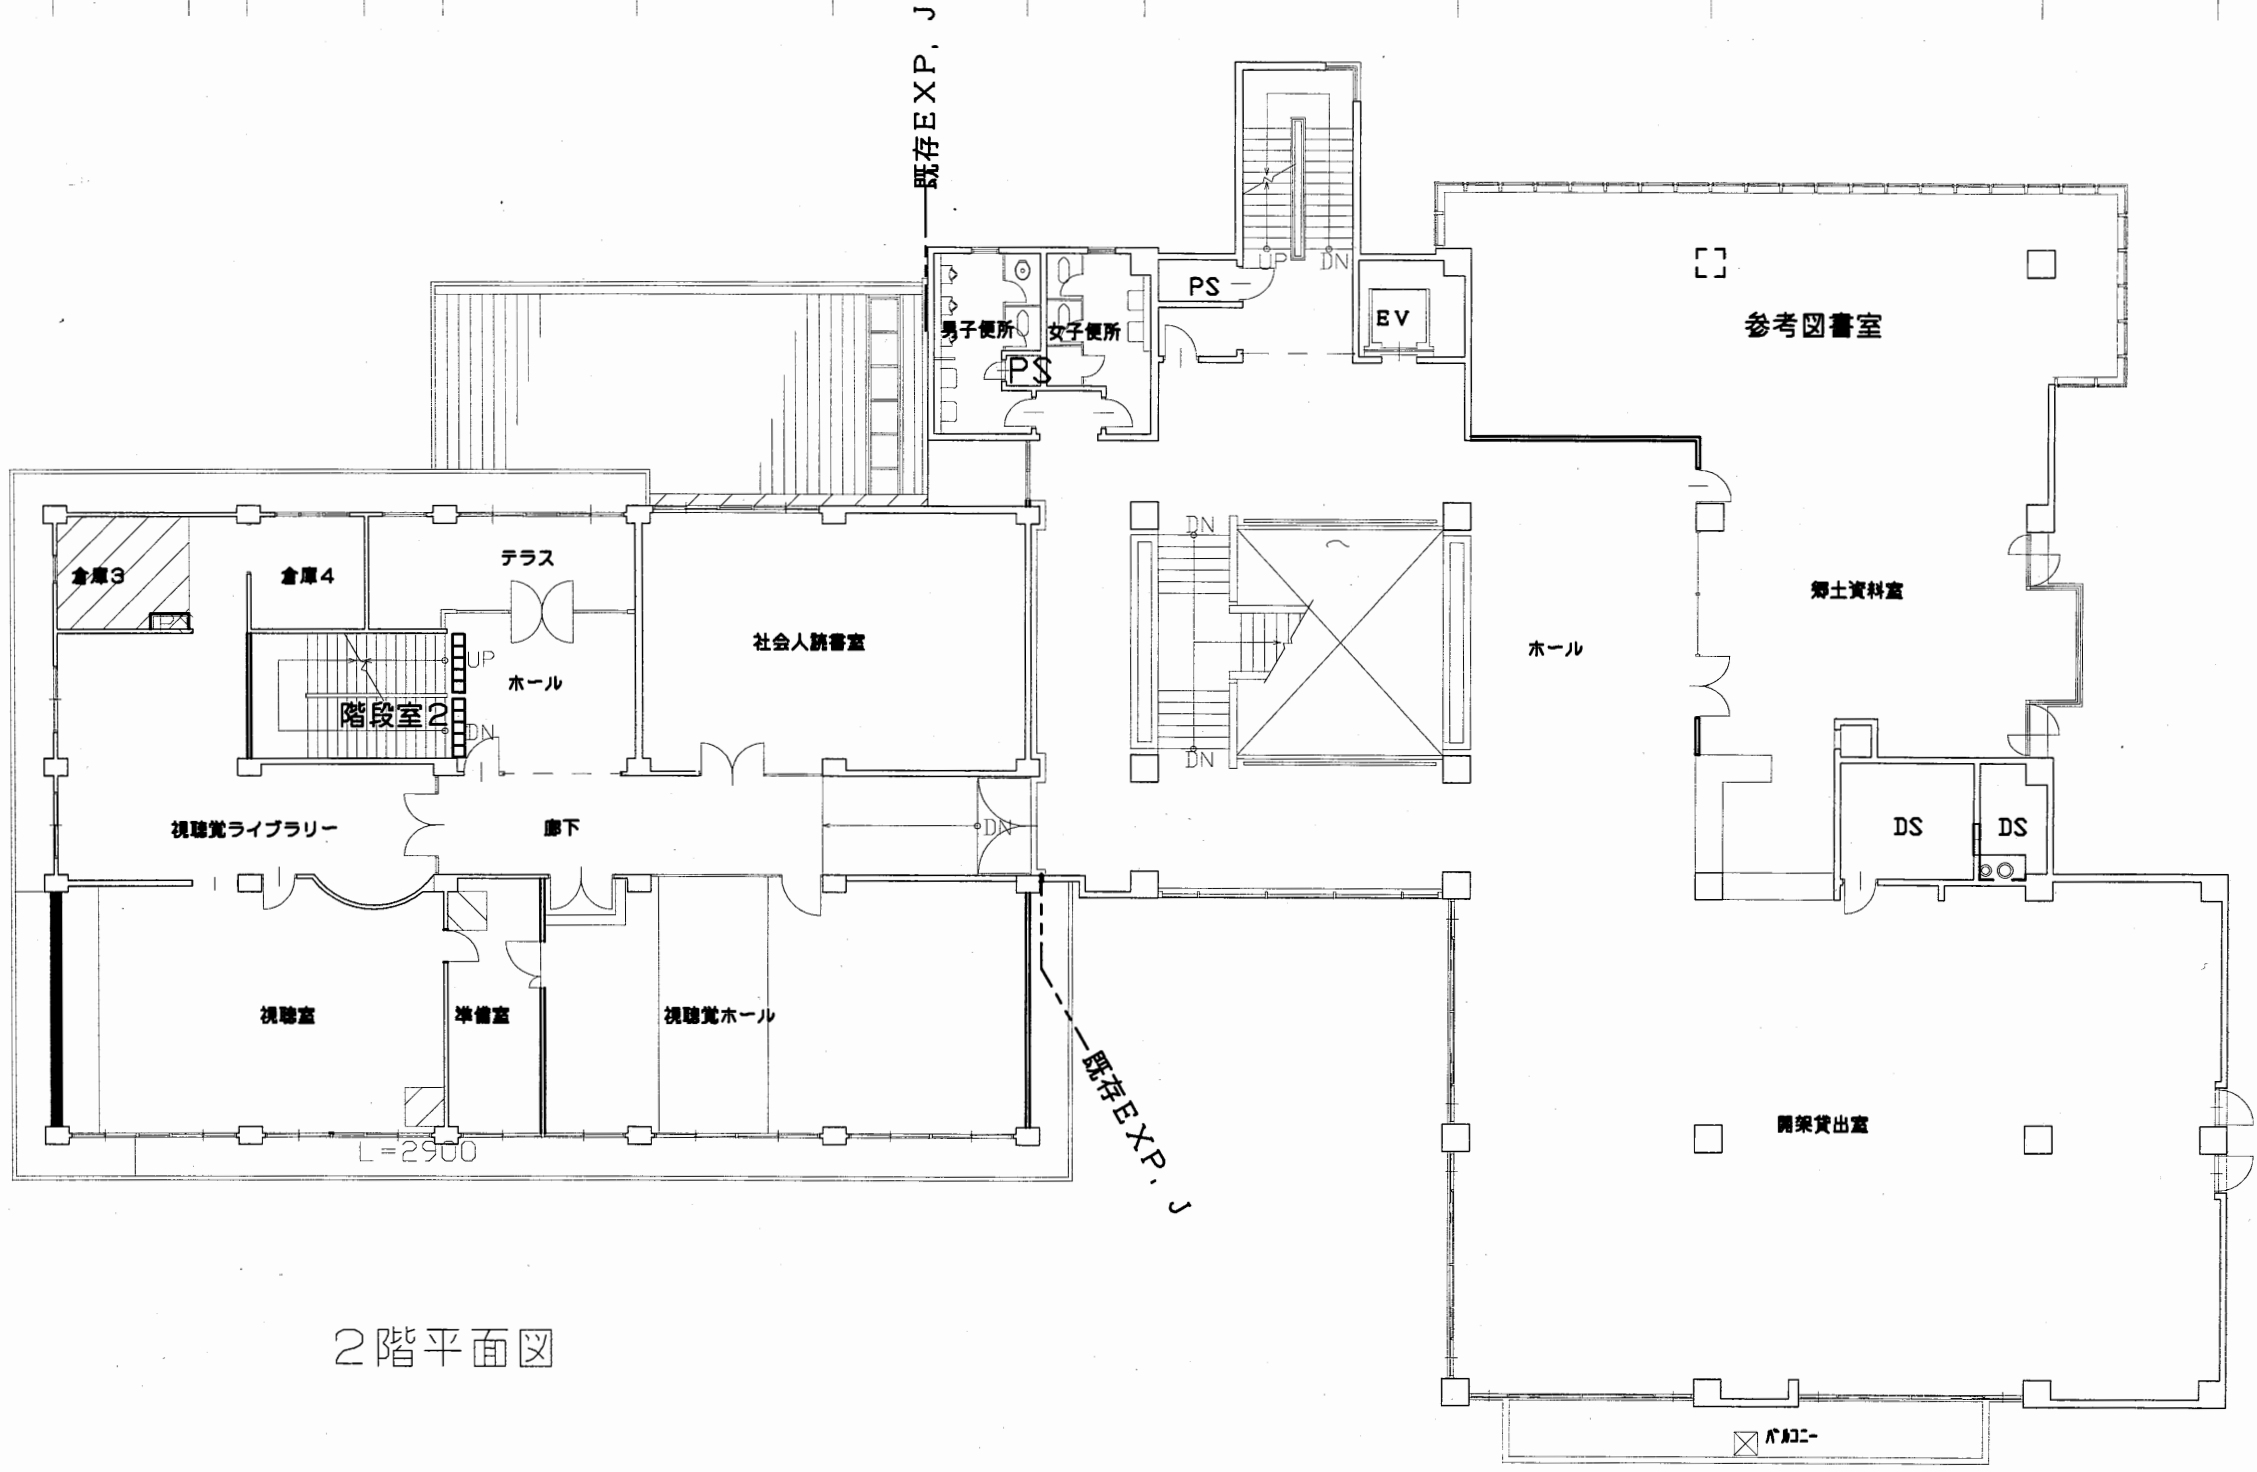 既存EXP. J
UP
DN
PS
EV
男子便所
女子便所
PS
参考図書室
倉庫3
倉庫4
テラス
UP
ホール
階段室2
DN
社会人読書室
DN
DN
ホール
郷土資料室
視聴覚ライブラリー
廊下
DN
DS
DS
視聴室
準備室
視聴覚ホール
既存EXP. J
L=2900
開架貸出室
2階平面図
バルコニー